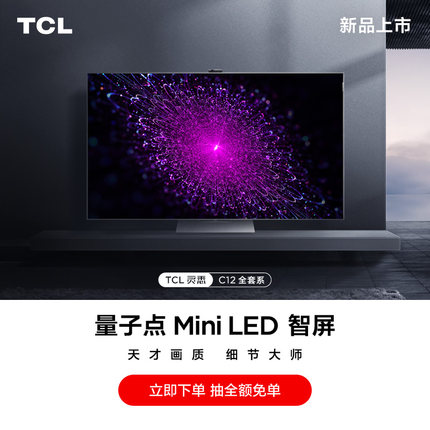 TCL
新品上市
TCL 灵悉 C12 全套系
量子点 Mini LED 智屏
天才画质 细节大师
立即下单 抽全额免单